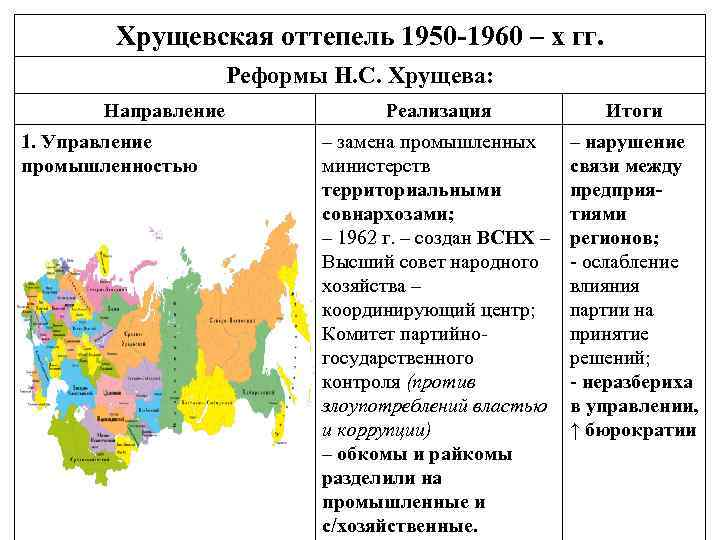 Хрущевская оттепель 1950-1960 – х гг.
Реформы Н.С. Хрущева:
Направление
Реализация
Итоги
1. Управление
промышленностью
– замена промышленных
министерств
территориальными
совнархозами;
– 1962 г. – создан ВСНХ –
Высший совет народного
хозяйства –
координирующий центр;
Комитет партийно-
государственного
контроля (против
злоупотреблений властью
и коррупции)
– обкомы и райкомы
разделили на
промышленные и
с/хозяйственные.
– нарушение
связи между
предприя-
тиями
регионов;
- ослабление
влияния
партии на
принятие
решений;
- неразбериха
в управлении,
↑ бюрократии